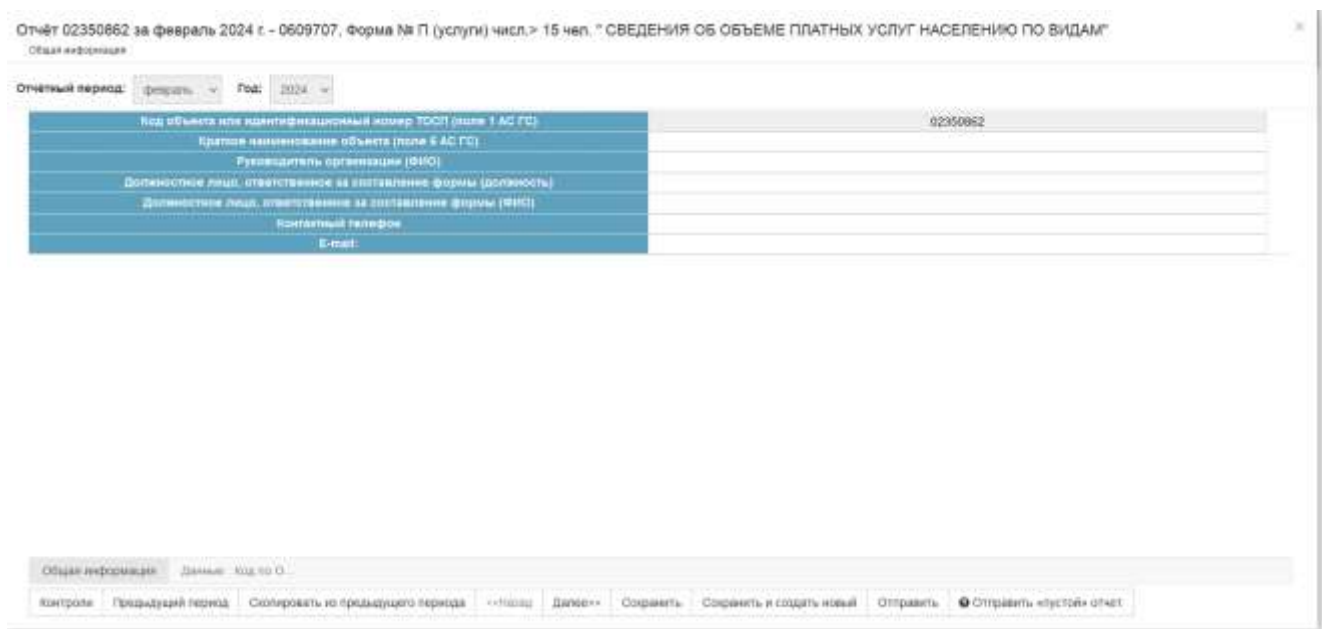 Отчёт 02350862 за февраль 2024 г. - 0609707, Форма № П (услуги) числ.> 15 чел. " СВЕДЕНИЯ ОБ ОБЪЕМЕ ПЛАТНЫХ УСЛУГ НАСЕЛЕНИЮ ПО ВИДАМ"
Общая информация
Отчетный период: февраль Год: 2024
Код объекта или идентификационный номер ТОСП (поле 1 АС ГС) 02350862
Краткое наименование объекта (поле 6 АС ГС)
Руководитель организации (ФИО)
Должностное лицо, ответственное за составление формы (должность)
Должностное лицо, ответственное за составление формы (ФИО)
Контактный телефон
E-mail:
Общая информация Данные Код по О...
Контроли Предыдущий период Скопировать из предыдущего периода <<Назад Далее>> Сохранить Сохранить и создать новый Отправить Отправить «пустой» отчет